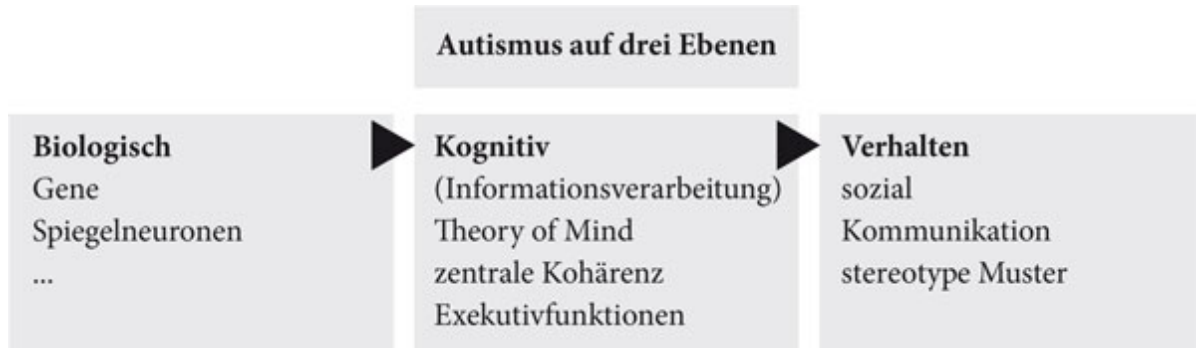 Autismus auf drei Ebenen
Biologisch
Gene
Spiegelneuronen
...
Kognitiv
(Informationsverarbeitung)
Theory of Mind
zentrale Kohärenz
Exekutivfunktionen
Verhalten
sozial
Kommunikation
stereotype Muster